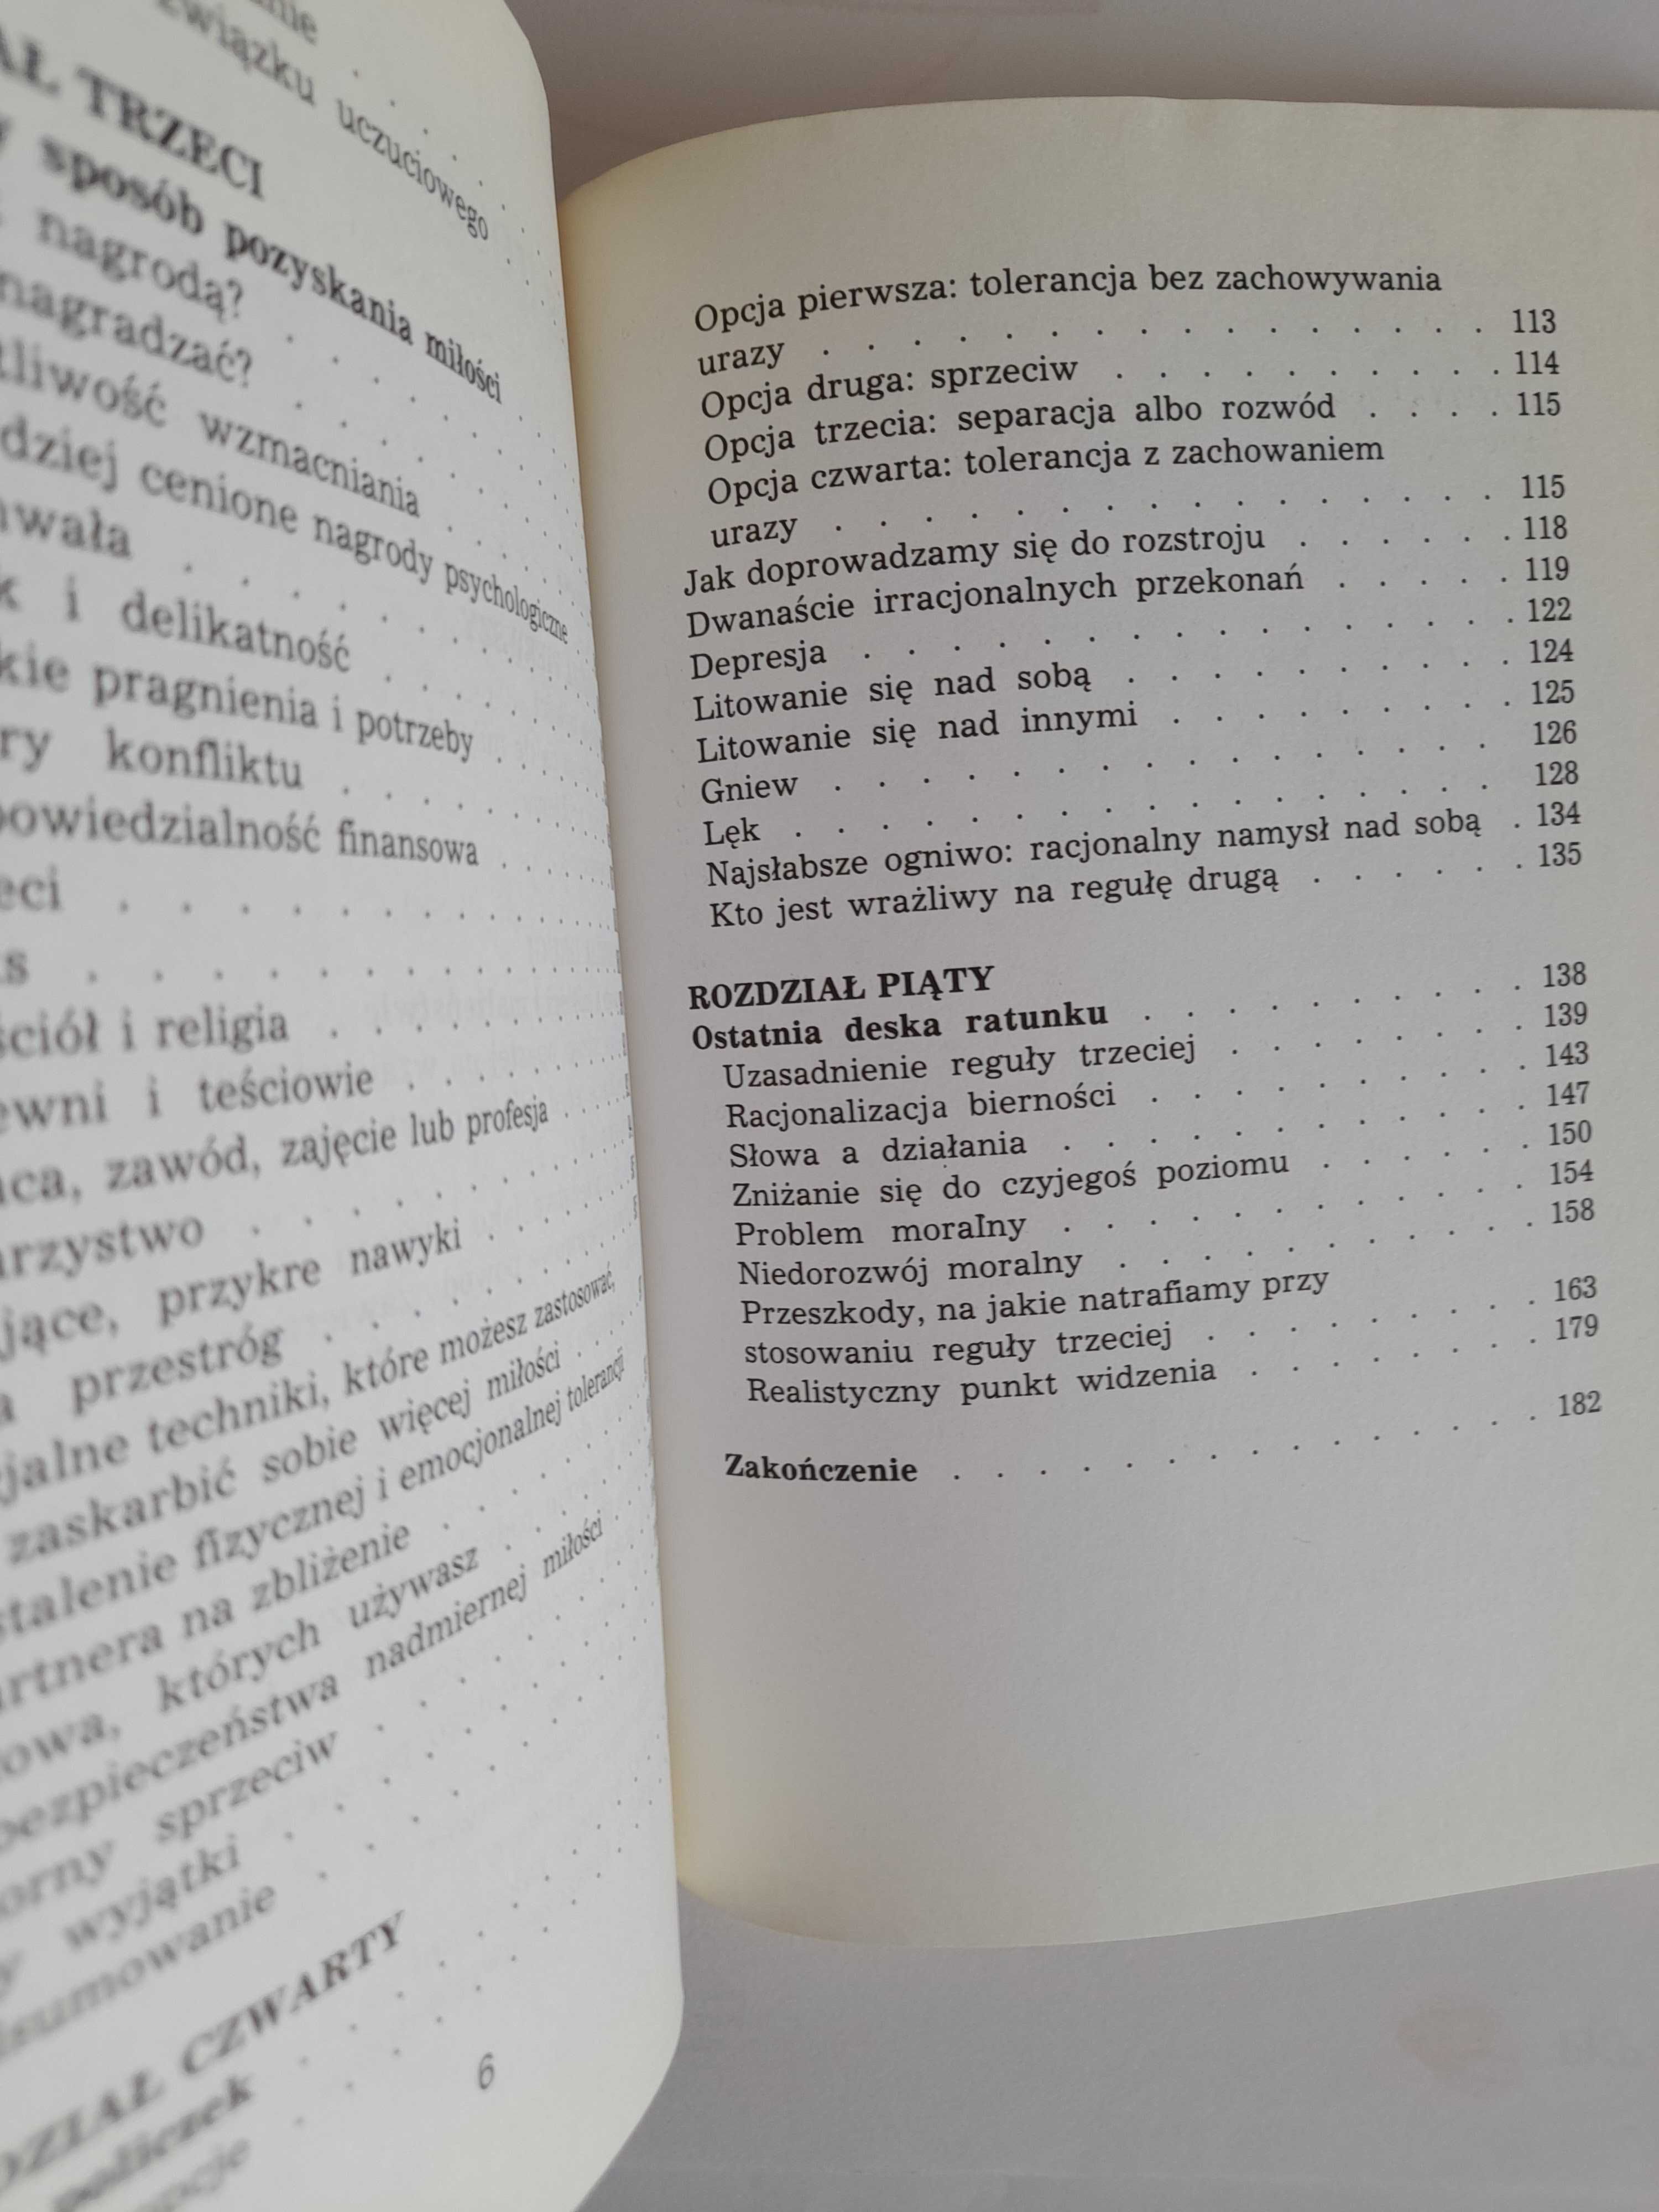 związku uczuciowego
TRZECI
sposób pozyskania miłości
nagrodą?
nagradzać?
wzmacniania
cenione nagrody psychologiczne
i delikatność
pragnienia i potrzeby
konfliktu
finansowa
i religia
i teściowie
zawód, zajęcie lub profesja
przykre nawyki
przestróg
techniki, które możesz zastosować,
zaskarbić sobie więcej miłości
fizycznej i emocjonalnej tolerancji
na zbliżenie
których używasz
nadmiernej miłości
sprzeciw
wyjątki
CZWARTY
policzek
6
Opcja pierwsza: tolerancja bez zachowywania
urazy . . . . . . . . . . . . . . . . 113
Opcja druga: sprzeciw . . . . . . . . . 114
Opcja trzecia: separacja albo rozwód . . . . 115
Opcja czwarta: tolerancja z zachowaniem
urazy . . . . . . . . . . . . . . . . 115
Jak doprowadzamy się do rozstroju . . . . . . 118
Dwanaście irracjonalnych przekonań . . . . . 119
Depresja . . . . . . . . . . . . . . . . 122
Litowanie się nad sobą . . . . . . . . . . 124
Litowanie się nad innymi . . . . . . . . . 125
Gniew . . . . . . . . . . . . . . . . 126
Lęk . . . . . . . . . . . . . . . . . 128
Najsłabsze ogniwo: racjonalny namysł nad sobą . 134
Kto jest wrażliwy na regułę drugą . . . . . . 135
ROZDZIAŁ PIĄTY
Ostatnia deska ratunku . . . . . . . . . . 138
Uzasadnienie reguły trzeciej . . . . . . . . 139
Racjonalizacja bierności . . . . . . . . . . 143
Słowa a działania . . . . . . . . . . . . 147
Zniżanie się do czyjegoś poziomu . . . . . . 150
Problem moralny . . . . . . . . . . . . 154
Niedorozwój moralny . . . . . . . . . . . 158
Przeszkody, na jakie natrafiamy przy
stosowaniu reguły trzeciej . . . . . . . . . 163
Realistyczny punkt widzenia . . . . . . . . 179
Zakończenie . . . . . . . . . . . . . . 182